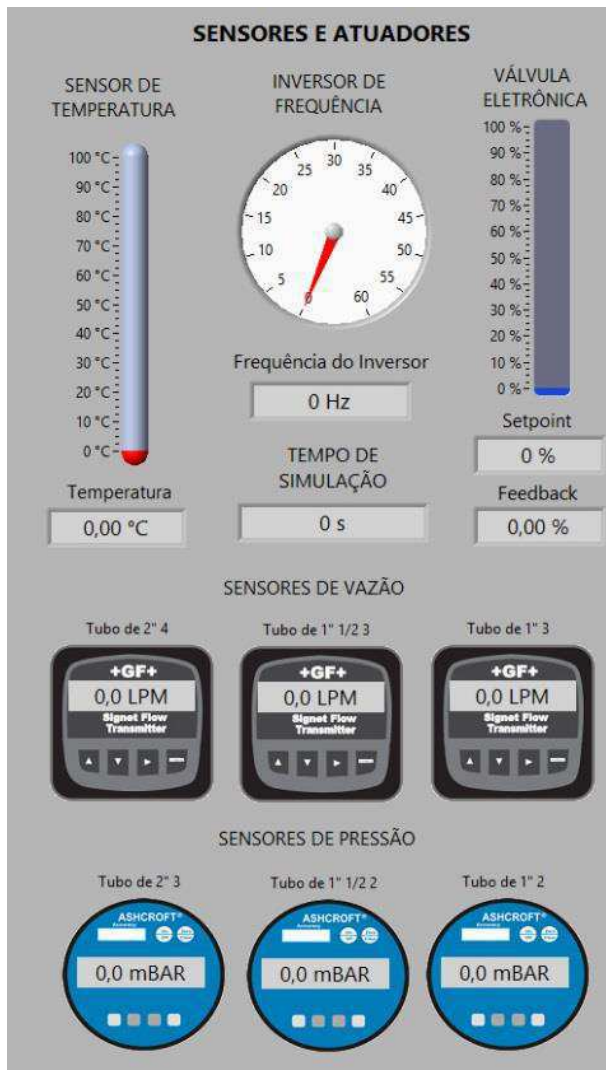 SENSORES E ATUADORES
SENSOR DE
TEMPERATURA
100 °C
90 °C
80 °C
70 °C
60 °C
50 °C
40 °C
30 °C
20 °C
10 °C
0 °C
Temperatura
0,00 °C
INVERSOR DE
FREQUÊNCIA
0
5
10
15
20
25
30
35
40
45
50
55
60
Frequência do Inversor
0 Hz
TEMPO DE
SIMULAÇÃO
0 s
VÁLVULA
ELETRÔNICA
100 %
90 %
80 %
70 %
60 %
50 %
40 %
30 %
20 %
10 %
0 %
Setpoint
0 %
Feedback
0,00 %
SENSORES DE VAZÃO
Tubo de 2" 4
+GF+
0,0 LPM
Signet Flow
Transmitter
Tubo de 1" 1/2 3
+GF+
0,0 LPM
Signet Flow
Transmitter
Tubo de 1" 3
+GF+
0,0 LPM
Signet Flow
Transmitter
SENSORES DE PRESSÃO
Tubo de 2" 3
ASHCROFT®
0,0 mBAR
Tubo de 1" 1/2 2
ASHCROFT®
0,0 mBAR
Tubo de 1" 2
ASHCROFT®
0,0 mBAR